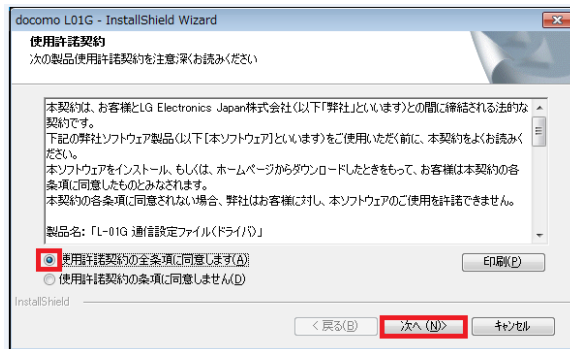 docomo L01G - InstallShield Wizard
使用許諾契約
次の製品使用許諾契約を注意深くお読みください
本契約は、お客様とLG Electronics Japan株式会社(以下「弊社」といいます)との間に締結される法的な
契約です。
下記の弊社ソフトウェア製品(以下[本ソフトウェア]といいます)をご使用いただく前に、本契約をよくお読みく
ださい。
本ソフトウェアをインストール、もしくは、ホームページからダウンロードしたときをもって、お客様は本契約の各
条項に同意したものとみなされます。
本契約の各条項に同意されない場合、弊社はお客様に対し、本ソフトウェアのご使用を許諾できません。
製品名:「L-01G 通信設定ファイル(ドライバ)」
使用許諾契約の全条項に同意します(A)
印刷(P)
使用許諾契約の条項に同意しません(D)
InstallShield
< 戻る(B)
次へ (N)>
キャンセル